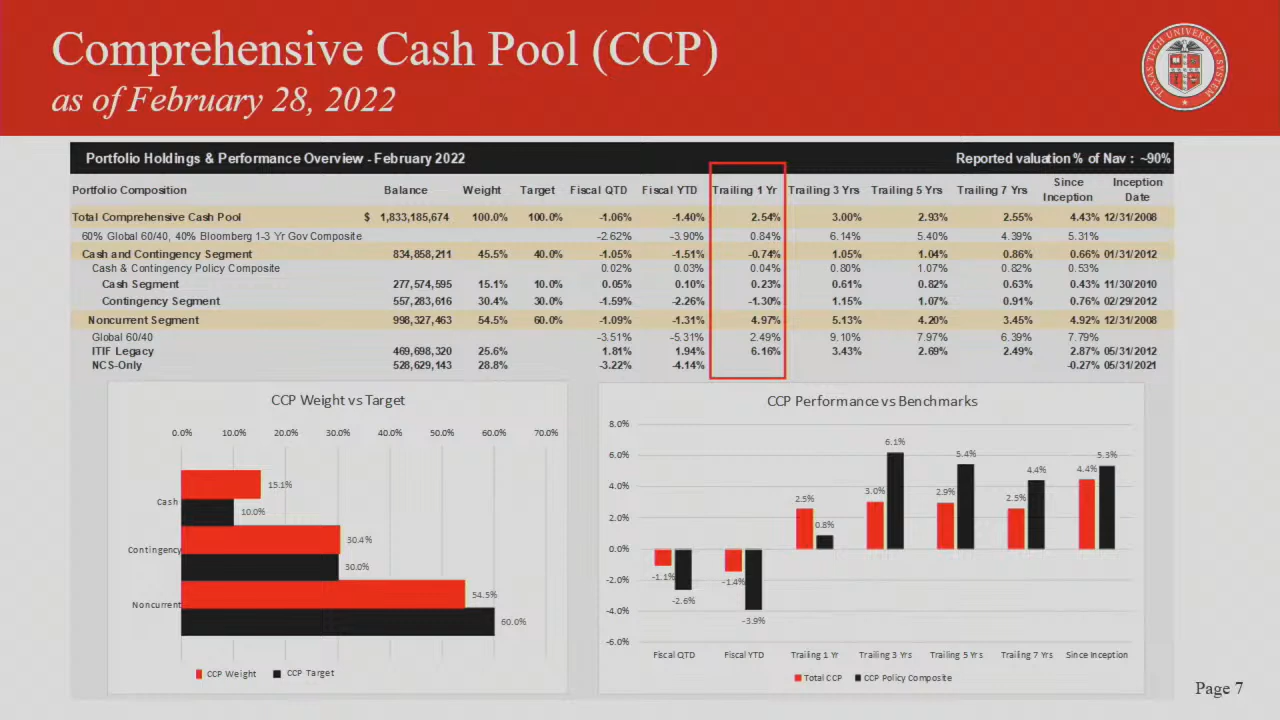 Comprehensive Cash Pool (CCP)
as of February 28, 2022
TEXAS TECH UNIVERSITY SYSTEM
Portfolio Holdings & Performance Overview - February 2022 Reported valuation % of Nav : ~90%
Portfolio Composition Balance Weight Target Fiscal QTD Fiscal YTD Trailing 1 Yr Trailing 3 Yrs Trailing 5 Yrs Trailing 7 Yrs Since Inception Inception Date
Total Comprehensive Cash Pool $ 1,833,185,674 100.0% 100.0% -1.06% -1.40% 2.54% 3.00% 2.93% 2.55% 4.43% 12/31/2008
60% Global 60/40, 40% Bloomberg 1-3 Yr Gov Composite -2.62% -3.90% 0.84% 6.14% 5.40% 4.39% 5.31%
Cash and Contingency Segment 834,858,211 45.5% 40.0% -1.05% -1.51% -0.74% 1.05% 1.04% 0.86% 0.66% 01/31/2012
Cash & Contingency Policy Composite 0.02% 0.03% 0.04% 0.80% 1.07% 0.82% 0.53%
Cash Segment 277,574,595 15.1% 10.0% 0.05% 0.10% 0.23% 0.61% 0.82% 0.63% 0.43% 11/30/2010
Contingency Segment 557,283,616 30.4% 30.0% -1.59% -2.26% -1.30% 1.15% 1.07% 0.91% 0.76% 02/29/2012
Noncurrent Segment 998,327,463 54.5% 60.0% -1.09% -1.31% 4.97% 5.13% 4.20% 3.45% 4.92% 12/31/2008
Global 60/40 -3.51% -5.31% 2.49% 9.10% 7.97% 6.39% 7.79%
ITIF Legacy 469,698,320 25.6% 1.81% 1.94% 6.16% 3.43% 2.69% 2.49% 2.87% 05/31/2012
NCS-Only 528,629,143 28.8% -3.22% -4.14% -0.27% 05/31/2021
CCP Weight vs Target
0.0% 10.0% 20.0% 30.0% 40.0% 50.0% 60.0% 70.0%
Cash
15.1%
10.0%
Contingency
30.4%
30.0%
Noncurrent
54.5%
60.0%
CCP Weight CCP Target
CCP Performance vs Benchmarks
8.0%
6.0%
4.0%
2.0%
0.0%
-2.0%
-4.0%
-6.0%
-1.1%
-2.6%
-1.4%
-3.9%
2.5%
0.8%
3.0%
6.1%
2.9%
5.4%
2.5%
4.4%
4.4%
5.3%
Fiscal QTD Fiscal YTD Trailing 1 Yr Trailing 3 Yrs Trailing 5 Yrs Trailing 7 Yrs Since Inception
Total CCP CCP Policy Composite
Page 7